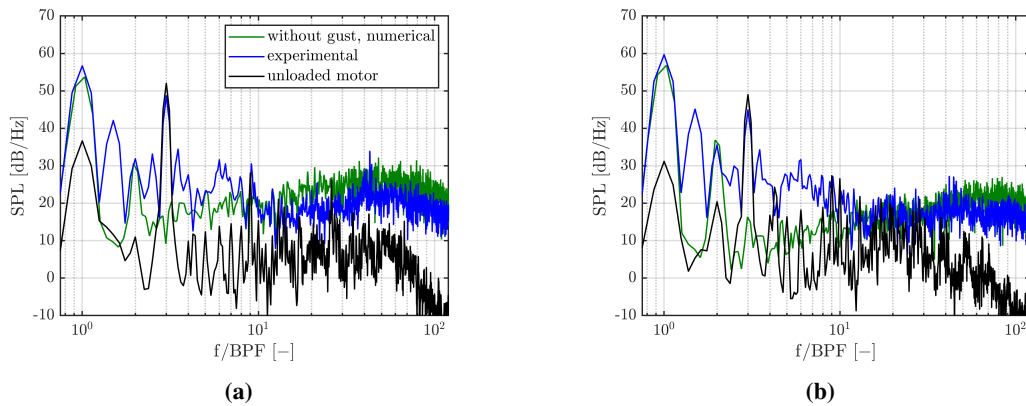 70
60
50
40
30
20
10
0
-10
SPL [dB/Hz]
10^0
10^1
10^2
f/BPF [−]
without gust, numerical
experimental
unloaded motor
(a)
70
60
50
40
30
20
10
0
-10
SPL [dB/Hz]
10^0
10^1
10^2
f/BPF [−]
(b)